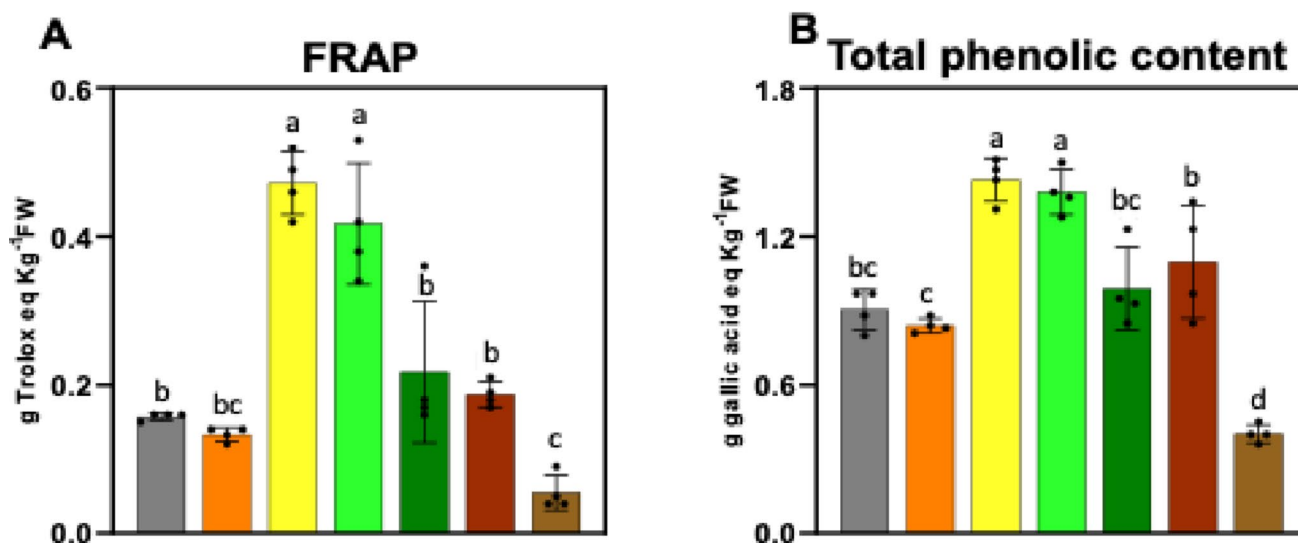 A
FRAP
0.6
0.4
0.2
0.0
g Trolox eq Kg⁻¹FW
b
bc
a
a
b
b
c
B
Total phenolic content
1.8
1.2
0.6
0.0
g gallic acid eq Kg⁻¹FW
bc
c
a
a
bc
b
d